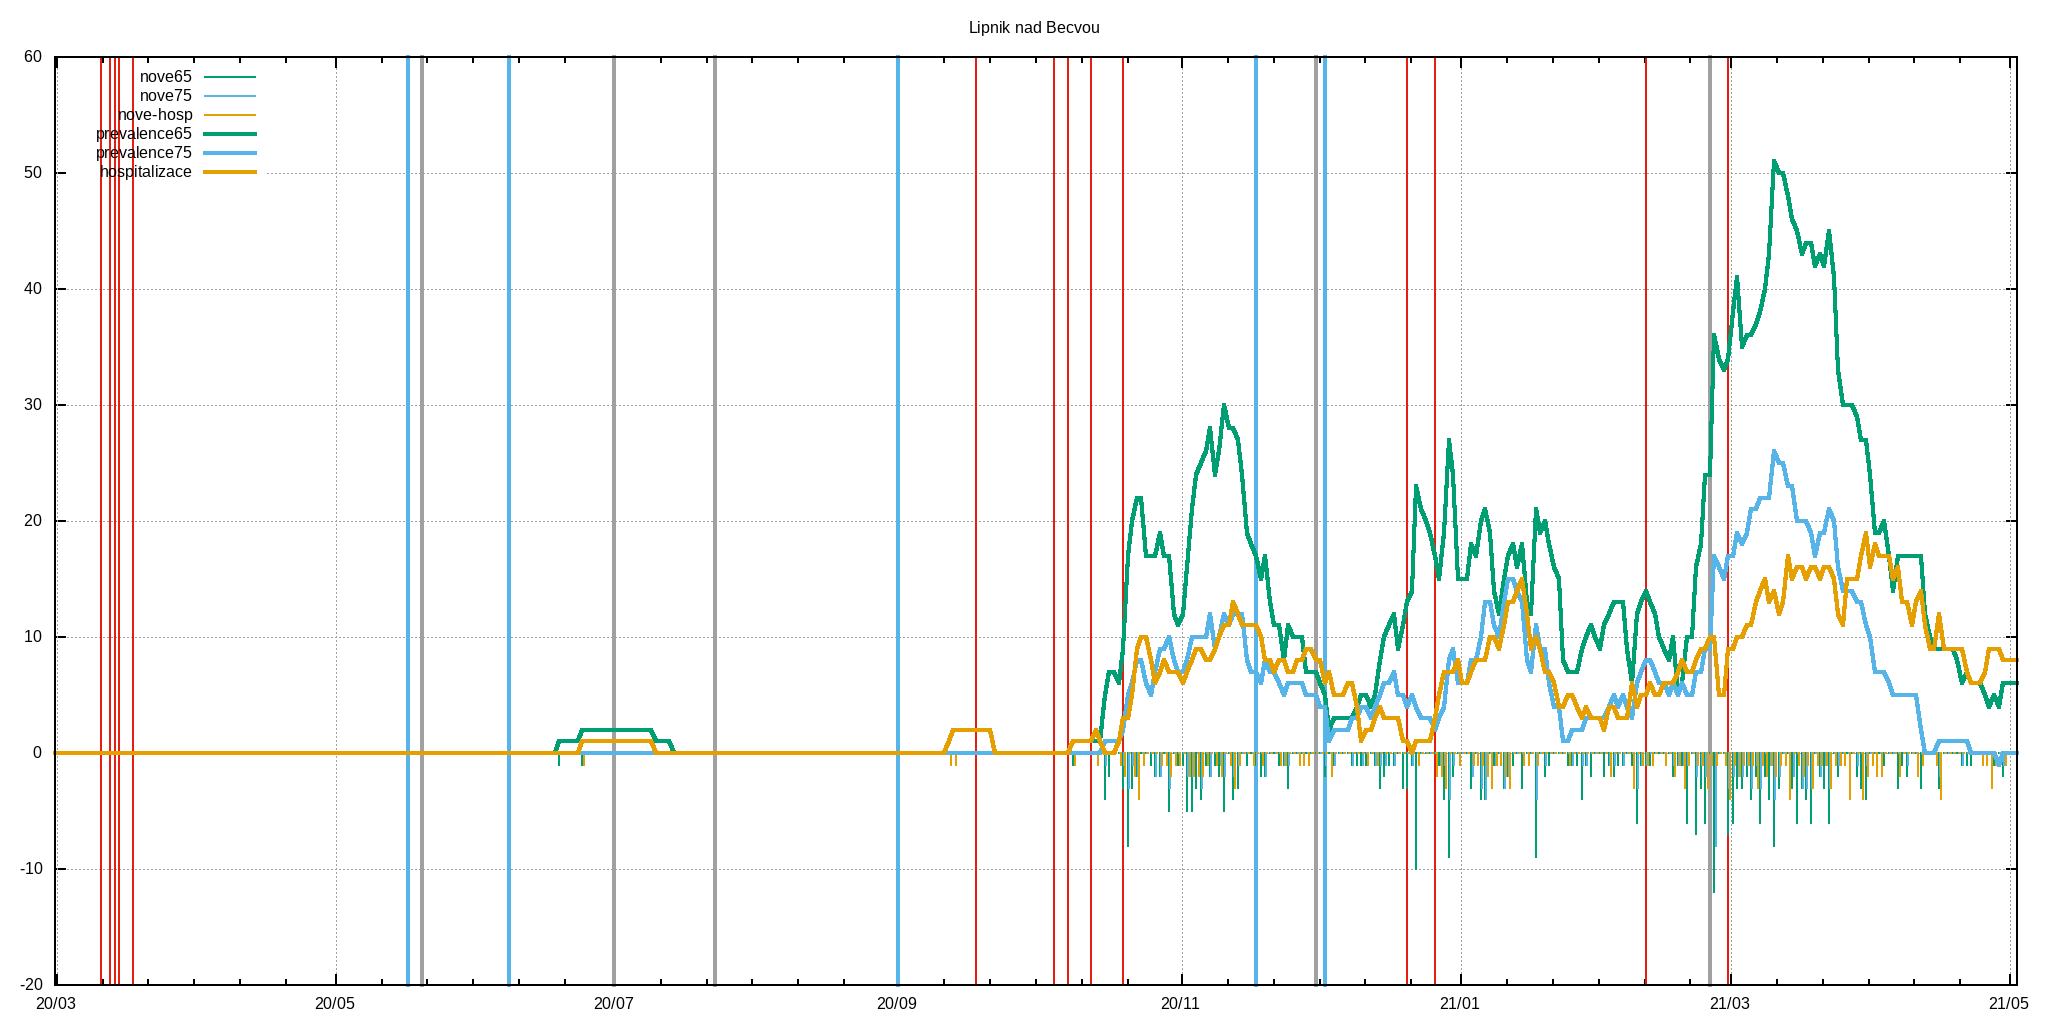 Lipnik nad Becvou
60
50
40
30
20
10
0
-10
-20
nove65
nove75
nove-hosp
prevalence65
prevalence75
hospitalizace
20/03 20/05 20/07 20/09 20/11 21/01 21/03 21/05